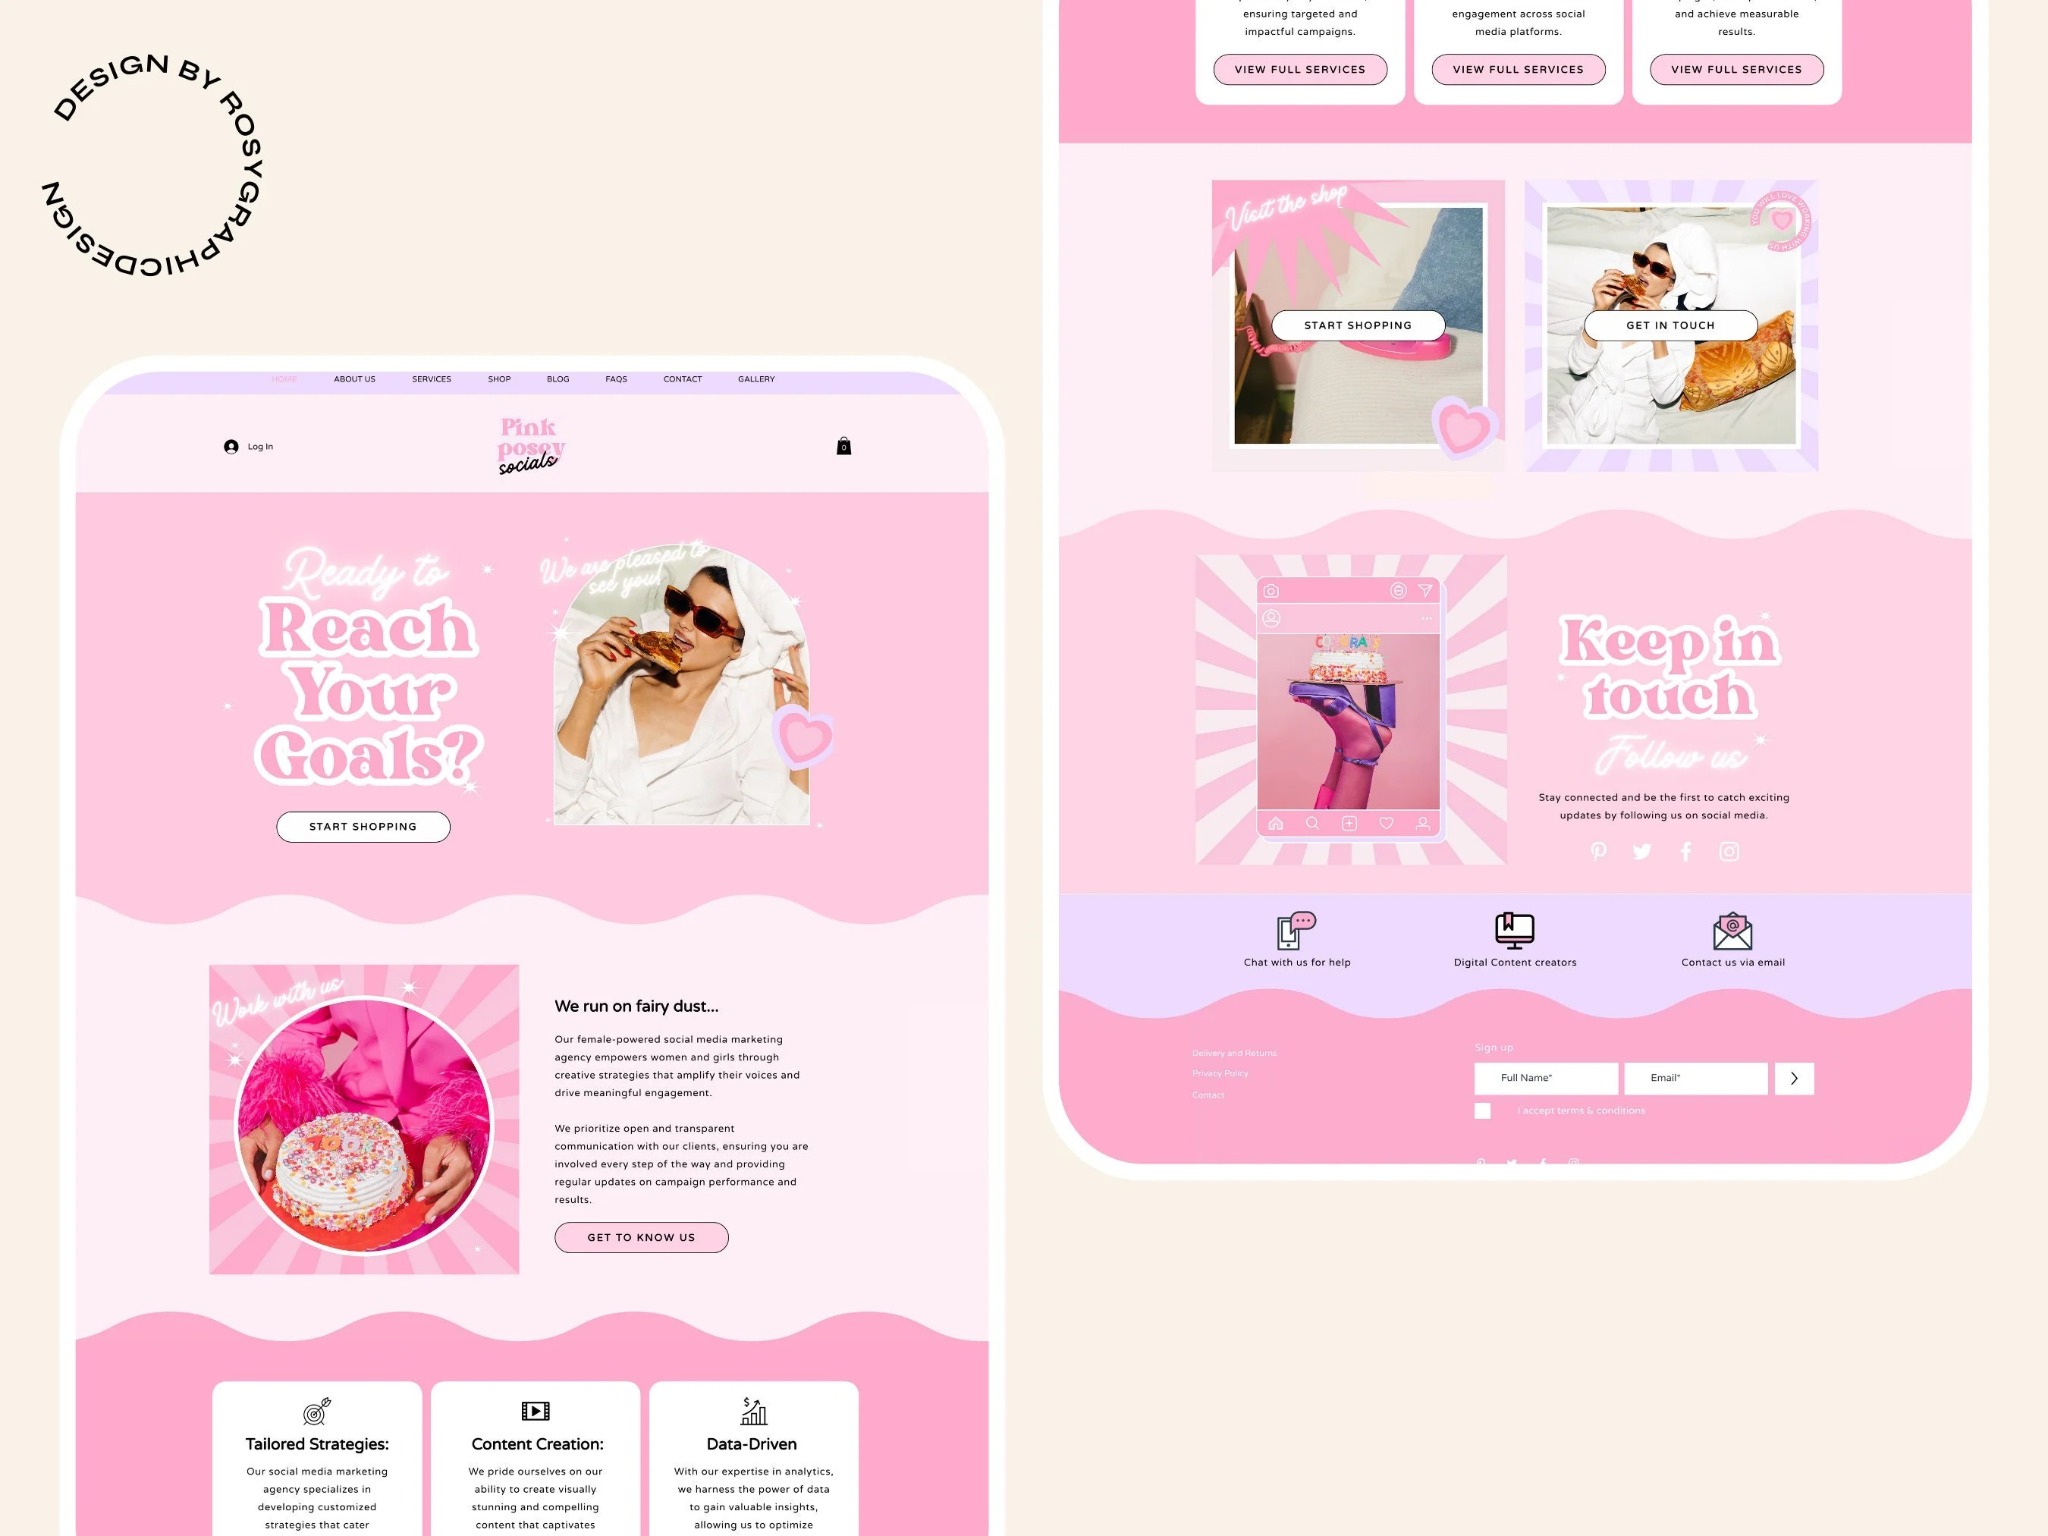 DESIGN BY ROSYGRAPHICDESIGN
HOME ABOUT US SERVICES SHOP BLOG FAQS CONTACT GALLERY
Log In
Pink
posey
socials
0
Ready to
Reach
Your
Goals?
START SHOPPING
We are pleased to
see you!
Work with us
We run on fairy dust...
Our female-powered social media marketing
agency empowers women and girls through
creative strategies that amplify their voices and
drive meaningful engagement.
We prioritize open and transparent
communication with our clients, ensuring you are
involved every step of the way and providing
regular updates on campaign performance and
results.
GET TO KNOW US
Tailored Strategies:
Our social media marketing
agency specializes in
developing customized
strategies that cater
Content Creation:
We pride ourselves on our
ability to create visually
stunning and compelling
content that captivates
Data-Driven
With our expertise in analytics,
we harness the power of data
to gain valuable insights,
allowing us to optimize
ensuring targeted and
impactful campaigns.
VIEW FULL SERVICES
engagement across social
media platforms.
VIEW FULL SERVICES
and achieve measurable
results.
VIEW FULL SERVICES
Visit the shop
START SHOPPING
YOU WILL LOVE WORKING WITH US
GET IN TOUCH
CONGRATS
Keep in
touch
Follow us
Stay connected and be the first to catch exciting
updates by following us on social media.
Chat with us for help
Digital Content creators
Contact us via email
Delivery and Returns
Privacy Policy
Contact
Sign up
Full Name*
Email*
I accept terms & conditions